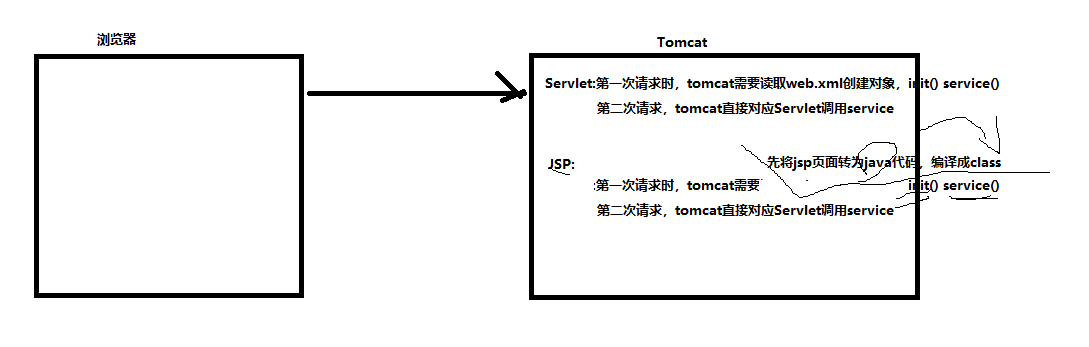 浏览器
Tomcat
Servlet:第一次请求时，tomcat需要读取web.xml创建对象，init() service()
第二次请求，tomcat直接对应Servlet调用service
JSP:
先将jsp页面转为java代码，编译成class
:第一次请求时，tomcat需要 init() service()
第二次请求，tomcat直接对应Servlet调用service